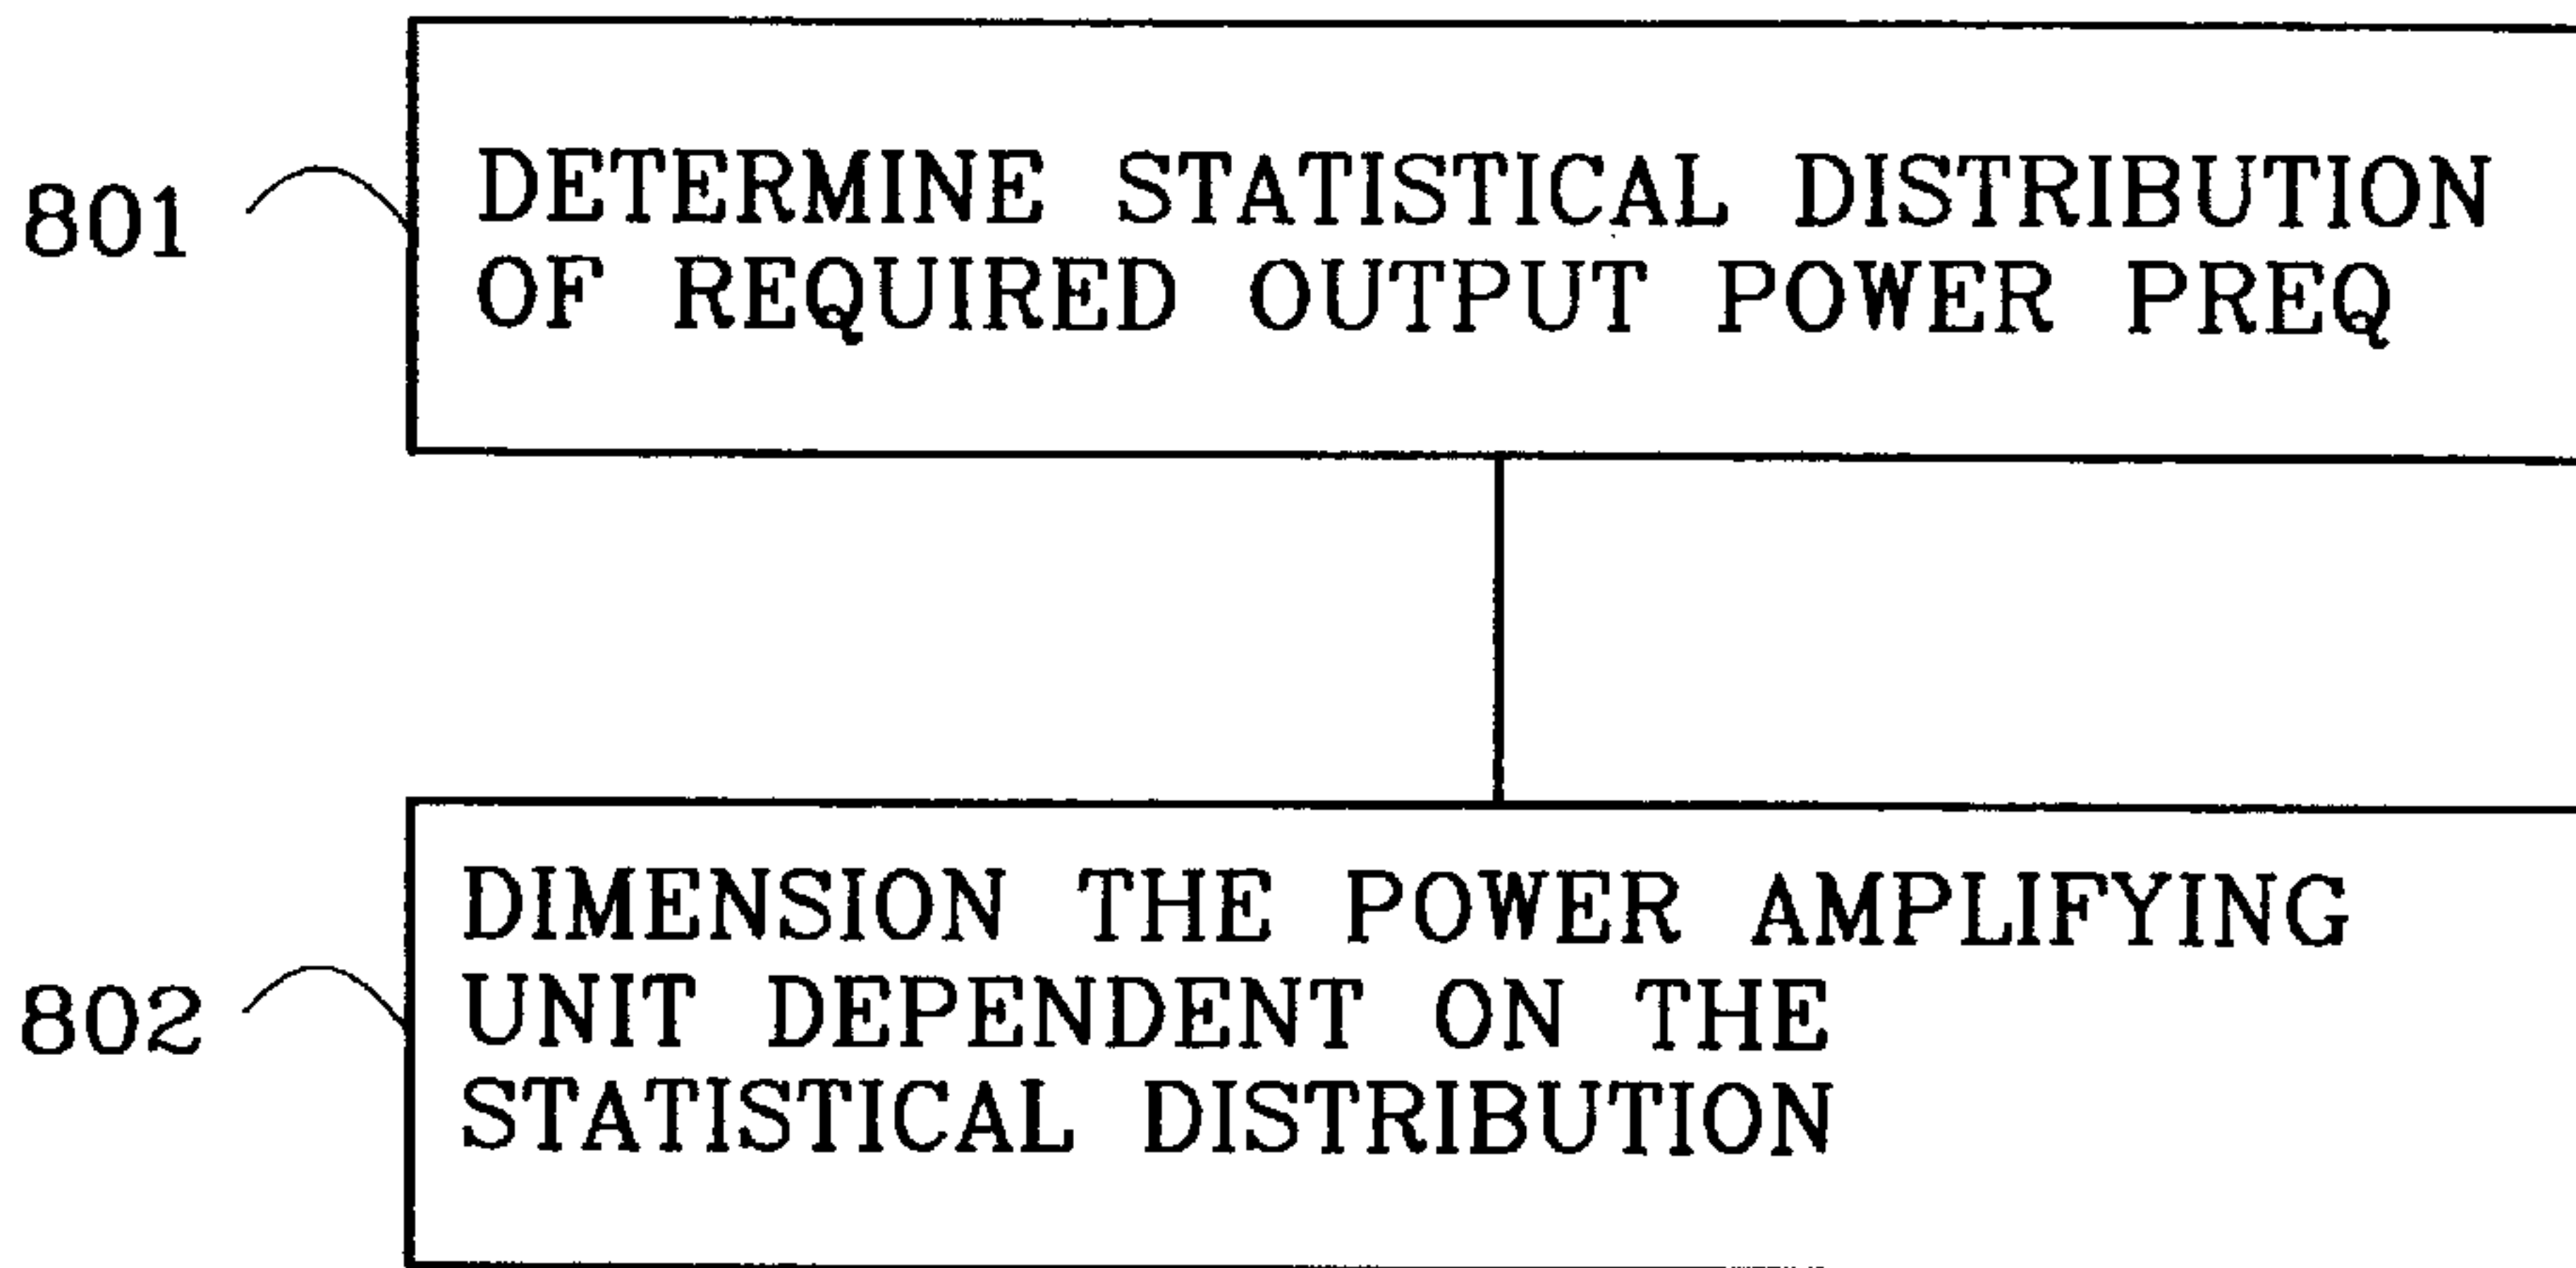 801
DETERMINE STATISTICAL DISTRIBUTION
OF REQUIRED OUTPUT POWER PREQ
802
DIMENSION THE POWER AMPLIFYING
UNIT DEPENDENT ON THE
STATISTICAL DISTRIBUTION